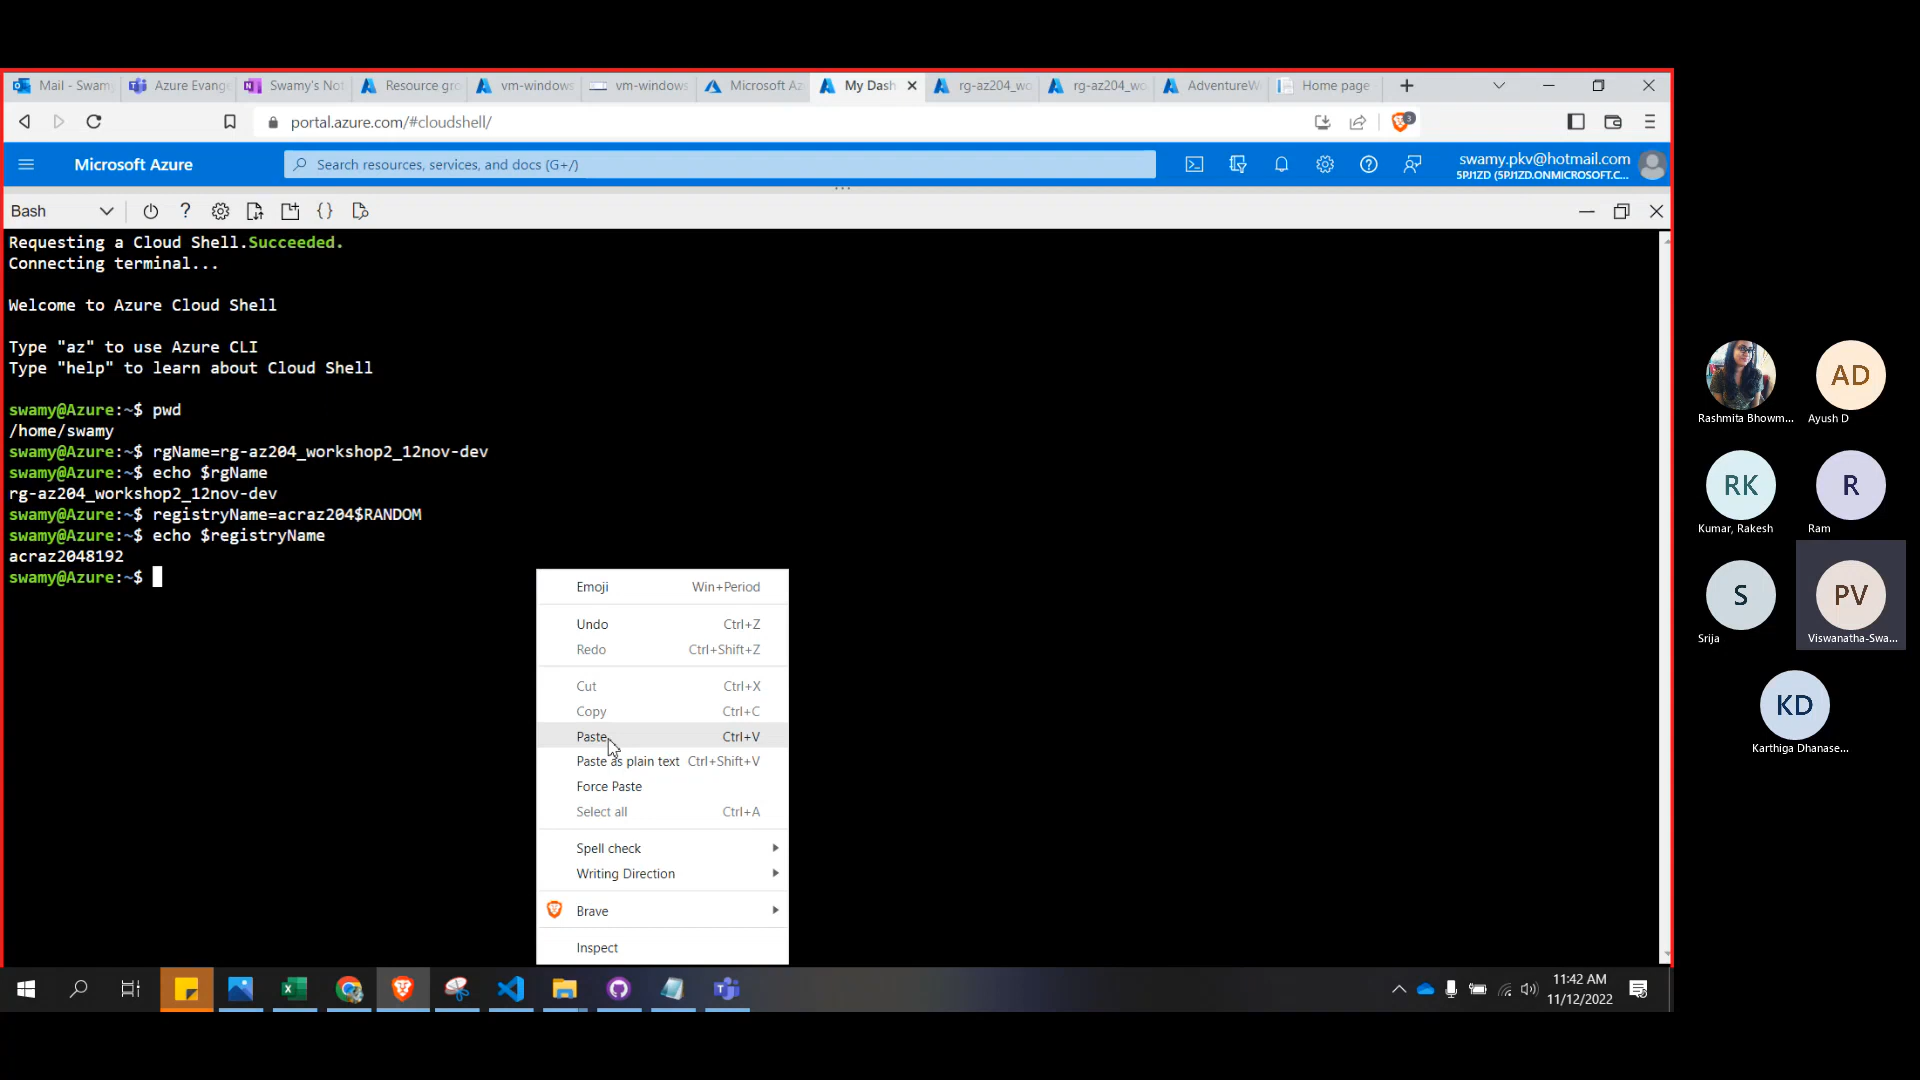 Mail - Swam
Azure Evang
Swamy's Not
Resource gro
vm-windows
vm-windows
Microsoft Az
My Dash
rg-az204_wo
rg-az204_wo
AdventureW
Home page
portal.azure.com/#cloudshell/
3
Microsoft Azure
Search resources, services, and docs (G+/)
swamy.pkv@hotmail.com
5PJ1ZD (5PJ1ZD.ONMICROSOFT.C...
Bash
Requesting a Cloud Shell.Succeeded.
Connecting terminal...
Welcome to Azure Cloud Shell
Type "az" to use Azure CLI
Type "help" to learn about Cloud Shell
swamy@Azure:~$ pwd
/home/swamy
swamy@Azure:~$ rgName=rg-az204_workshop2_12nov-dev
swamy@Azure:~$ echo $rgName
rg-az204_workshop2_12nov-dev
swamy@Azure:~$ registryName=acraz204$RANDOM
swamy@Azure:~$ echo $registryName
acraz2048192
swamy@Azure:~$
Emoji Win+Period
Undo Ctrl+Z
Redo Ctrl+Shift+Z
Cut Ctrl+X
Copy Ctrl+C
Paste Ctrl+V
Paste as plain text Ctrl+Shift+V
Force Paste
Select all Ctrl+A
Spell check
Writing Direction
Brave
Inspect
11:42 AM
11/12/2022
AD
Rashmita Bhowm...
Ayush D
RK
R
Kumar, Rakesh
Ram
S
PV
Srija
Viswanatha-Swa...
KD
Karthiga Dhanase...